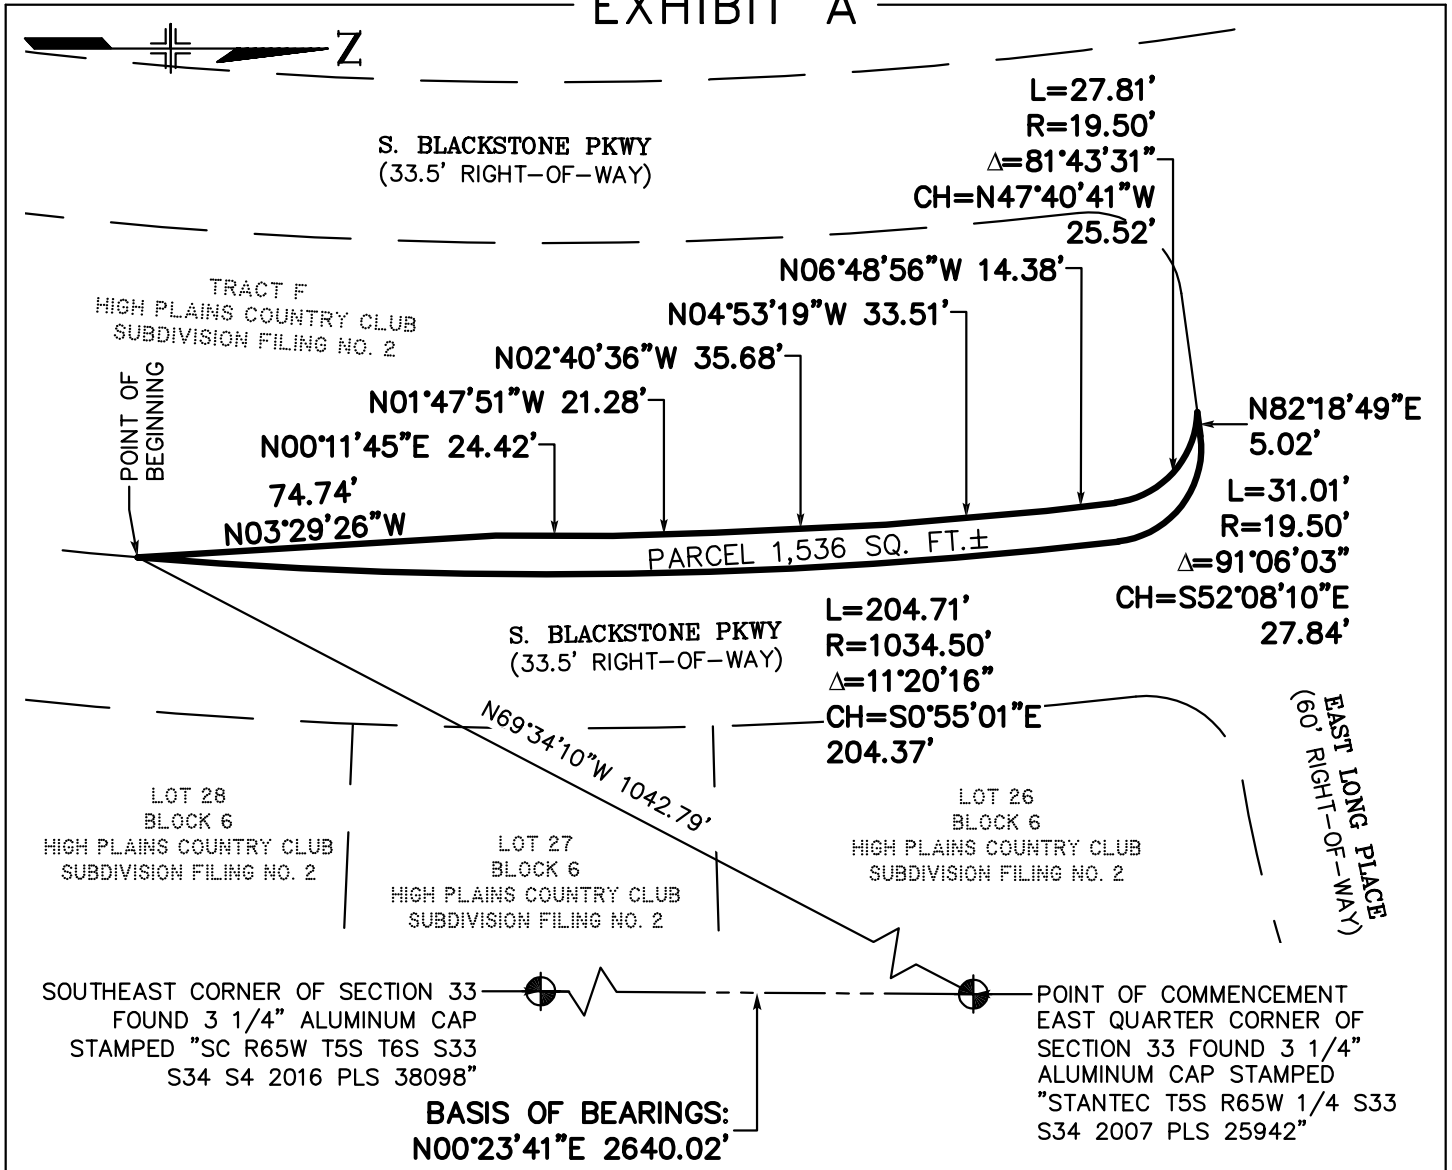 EXHIBIT A
Z
S. BLACKSTONE PKWY
(33.5' RIGHT-OF-WAY)
L=27.81'
R=19.50'
Δ=81°43'31"
CH=N47°40'41"W
25.52'
N06°48'56"W 14.38'
N04°53'19"W 33.51'
N02°40'36"W 35.68'
N01°47'51"W 21.28'
N00°11'45"E 24.42'
74.74'
N03°29'26"W
TRACT F
HIGH PLAINS COUNTRY CLUB
SUBDIVISION FILING NO. 2
POINT OF
BEGINNING
N82°18'49"E
5.02'
L=31.01'
R=19.50'
Δ=91°06'03"
CH=S52°08'10"E
27.84'
PARCEL 1,536 SQ. FT.±
S. BLACKSTONE PKWY
(33.5' RIGHT-OF-WAY)
L=204.71'
R=1034.50'
Δ=11°20'16"
CH=S0°55'01"E
204.37'
N69°34'10"W 1042.79'
EAST LONG PLACE
(60' RIGHT-OF-WAY)
LOT 28
BLOCK 6
HIGH PLAINS COUNTRY CLUB
SUBDIVISION FILING NO. 2
LOT 27
BLOCK 6
HIGH PLAINS COUNTRY CLUB
SUBDIVISION FILING NO. 2
LOT 26
BLOCK 6
HIGH PLAINS COUNTRY CLUB
SUBDIVISION FILING NO. 2
SOUTHEAST CORNER OF SECTION 33
FOUND 3 1/4" ALUMINUM CAP
STAMPED "SC R65W T5S T6S S33
S34 S4 2016 PLS 38098"
BASIS OF BEARINGS:
N00°23'41"E 2640.02'
POINT OF COMMENCEMENT
EAST QUARTER CORNER OF
SECTION 33 FOUND 3 1/4"
ALUMINUM CAP STAMPED
"STANTEC T5S R65W 1/4 S33
S34 2007 PLS 25942"